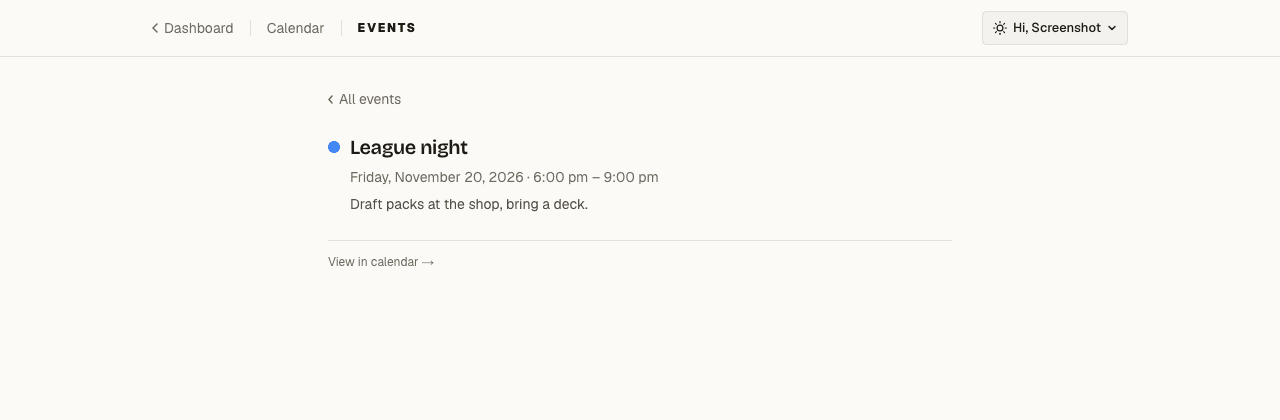 Dashboard
Calendar
EVENTS
Hi, Screenshot
All events
League night
Friday, November 20, 2026 · 6:00 pm – 9:00 pm
Draft packs at the shop, bring a deck.
View in calendar →